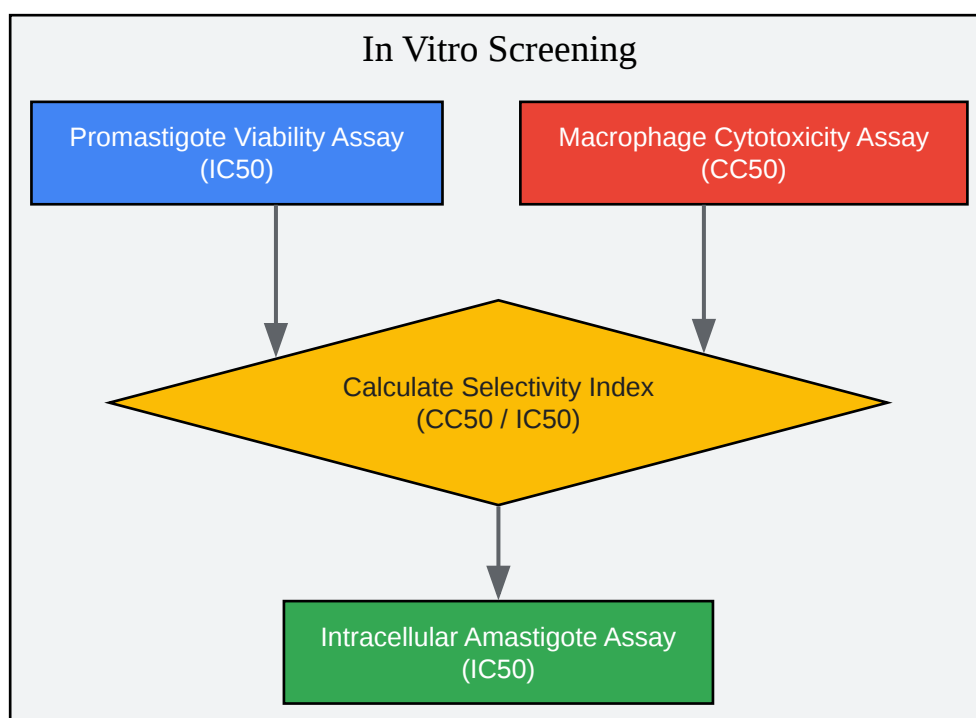 In Vitro Screening
Promastigote Viability Assay
(IC50)
Macrophage Cytotoxicity Assay
(CC50)
Calculate Selectivity Index
(CC50 / IC50)
Intracellular Amastigote Assay
(IC50)